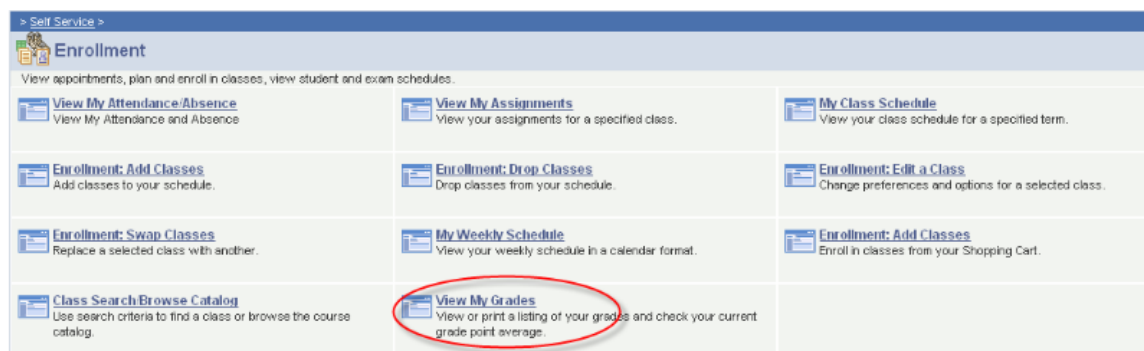 > Self Service >
Enrollment
View appointments, plan and enroll in classes, view student and exam schedules.
View My Attendance/Absence
View My Attendance and Absence
View My Assignments
View your assignments for a specified class.
My Class Schedule
View your class schedule for a specified term.
Enrollment: Add Classes
Add classes to your schedule.
Enrollment: Drop Classes
Drop classes from your schedule.
Enrollment: Edit a Class
Change preferences and options for a selected class.
Enrollment: Swap Classes
Replace a selected class with another.
My Weekly Schedule
View your weekly schedule in a calendar format.
Enrollment: Add Classes
Enroll in classes from your Shopping Cart.
Class Search/Browse Catalog
Use search criteria to find a class or browse the course
catalog.
View My Grades
View or print a listing of your grades and check your current
grade point average.